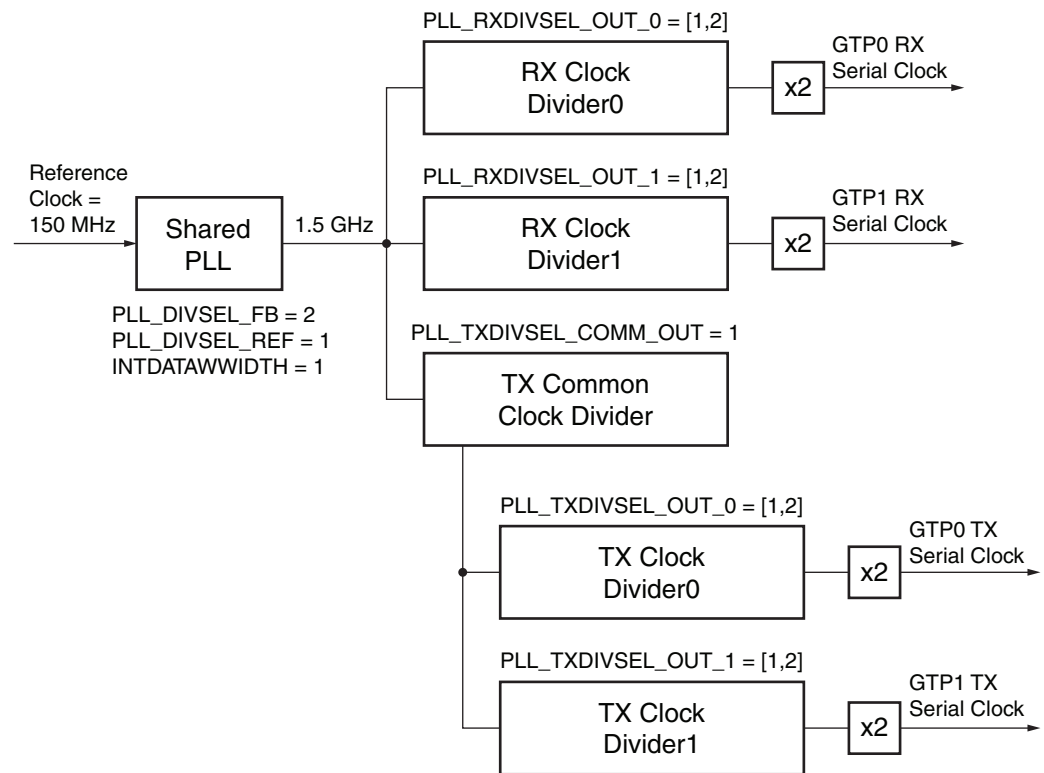 PLL_RXDIVSEL_OUT_0 = [1,2]
RX Clock
Divider0
x2
GTP0 RX
Serial Clock
Reference
Clock =
150 MHz
Shared
PLL
1.5 GHz
PLL_DIVSEL_FB = 2
PLL_DIVSEL_REF = 1
INTDATAWWIDTH = 1
PLL_RXDIVSEL_OUT_1 = [1,2]
RX Clock
Divider1
x2
GTP1 RX
Serial Clock
PLL_TXDIVSEL_COMM_OUT = 1
TX Common
Clock Divider
PLL_TXDIVSEL_OUT_0 = [1,2]
TX Clock
Divider0
x2
GTP0 TX
Serial Clock
PLL_TXDIVSEL_OUT_1 = [1,2]
TX Clock
Divider1
x2
GTP1 TX
Serial Clock